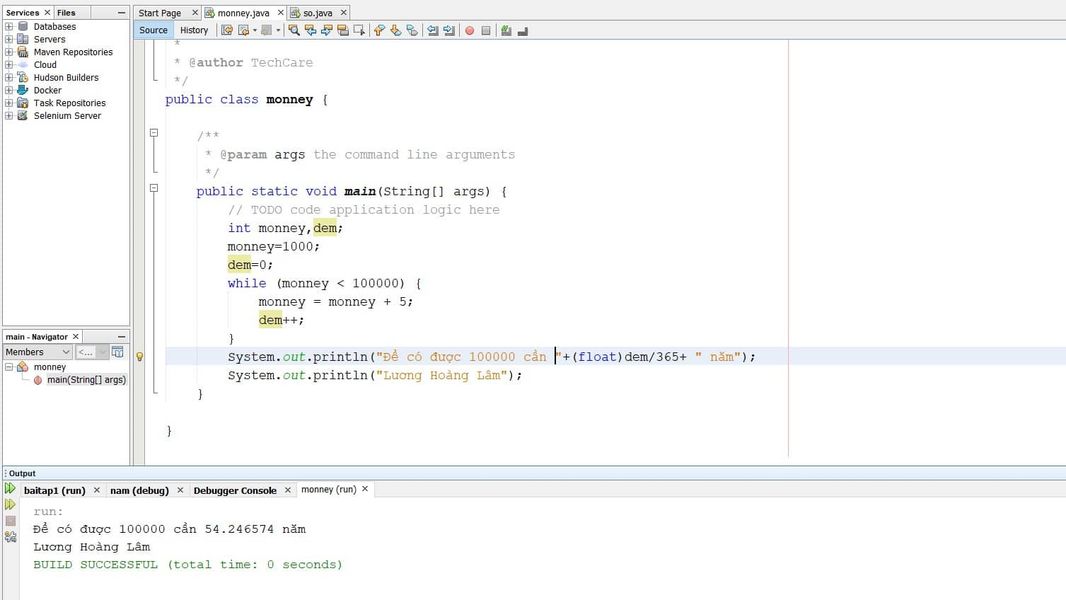 Services Files
Databases
Servers
Maven Repositories
Cloud
Hudson Builders
Docker
Task Repositories
Selenium Server
main - Navigator
Members <...
monney
main(String[] args)
Start Page monney.java so.java
Source History
*
* @author TechCare
*/
public class monney {
/**
* @param args the command line arguments
*/
public static void main(String[] args) {
// TODO code application logic here
int monney,dem;
monney=1000;
dem=0;
while (monney < 100000) {
monney = monney + 5;
dem++;
}
System.out.println("Để có được 100000 cần "+(float)dem/365+ " năm");
System.out.println("Lương Hoàng Lâm");
}
}
Output
baitap1 (run) nam (debug) Debugger Console monney (run)
run:
Để có được 100000 cần 54.246574 năm
Lương Hoàng Lâm
BUILD SUCCESSFUL (total time: 0 seconds)